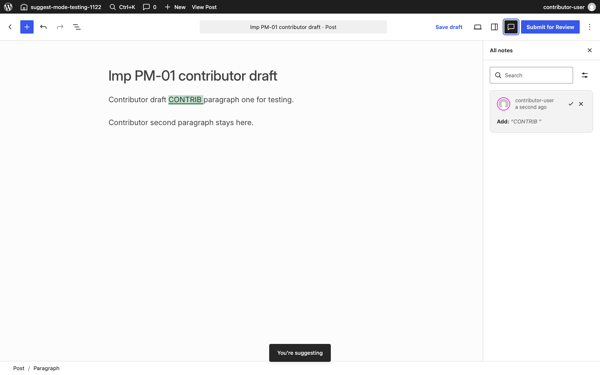 suggest-mode-testing-1122 Ctrl+K 0 New View Post contributor-user
Imp PM-01 contributor draft · Post Save draft Submit for Review
All notes
Search
Imp PM-01 contributor draft
Contributor draft CONTRIB paragraph one for testing.
contributor-user
a second ago
Add: "CONTRIB "
Contributor second paragraph stays here.
You're suggesting
Post / Paragraph